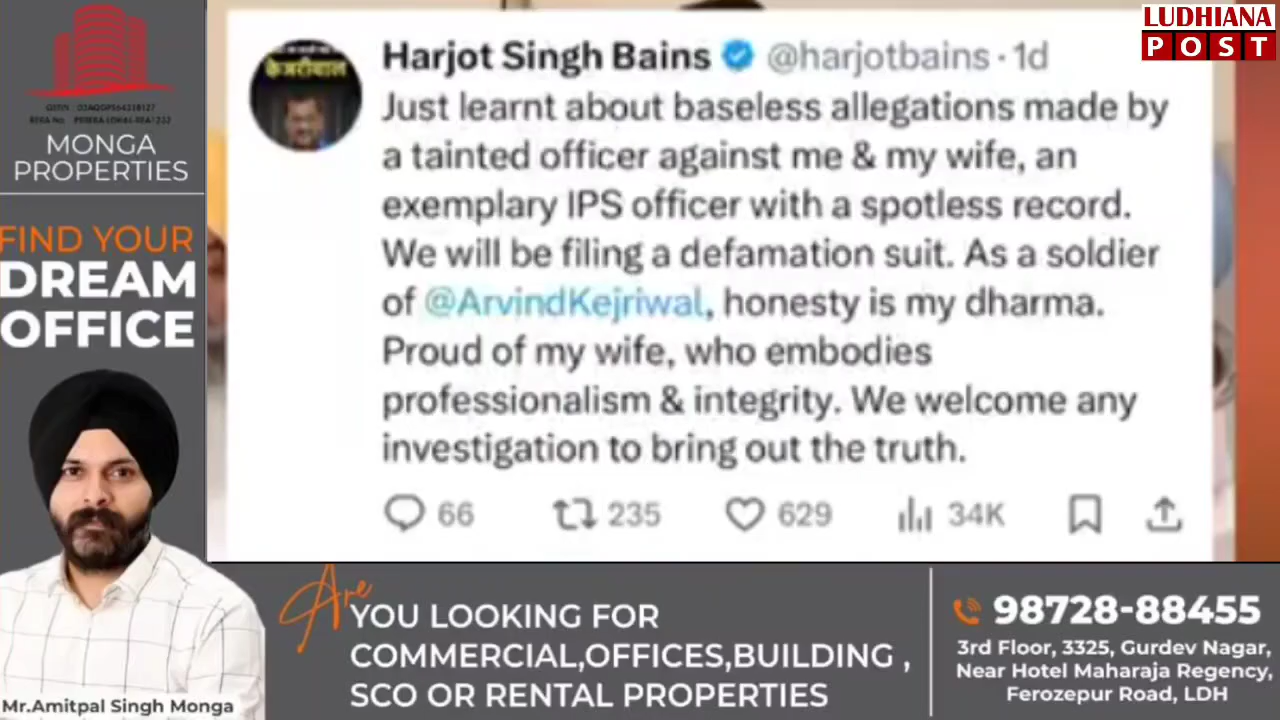 LUDHIANA
POST
MONGA
PROPERTIES
FIND YOUR
DREAM
OFFICE
Mr.Amitpal Singh Monga
केजरीवाल
Harjot Singh Bains @harjotbains · 1d
Just learnt about baseless allegations made by
a tainted officer against me & my wife, an
exemplary IPS officer with a spotless record.
We will be filing a defamation suit. As a soldier
of @ArvindKejriwal, honesty is my dharma.
Proud of my wife, who embodies
professionalism & integrity. We welcome any
investigation to bring out the truth.
66 235 629 34K
Are
YOU LOOKING FOR
COMMERCIAL,OFFICES,BUILDING ,
SCO OR RENTAL PROPERTIES
98728-88455
3rd Floor, 3325, Gurdev Nagar,
Near Hotel Maharaja Regency,
Ferozepur Road, LDH